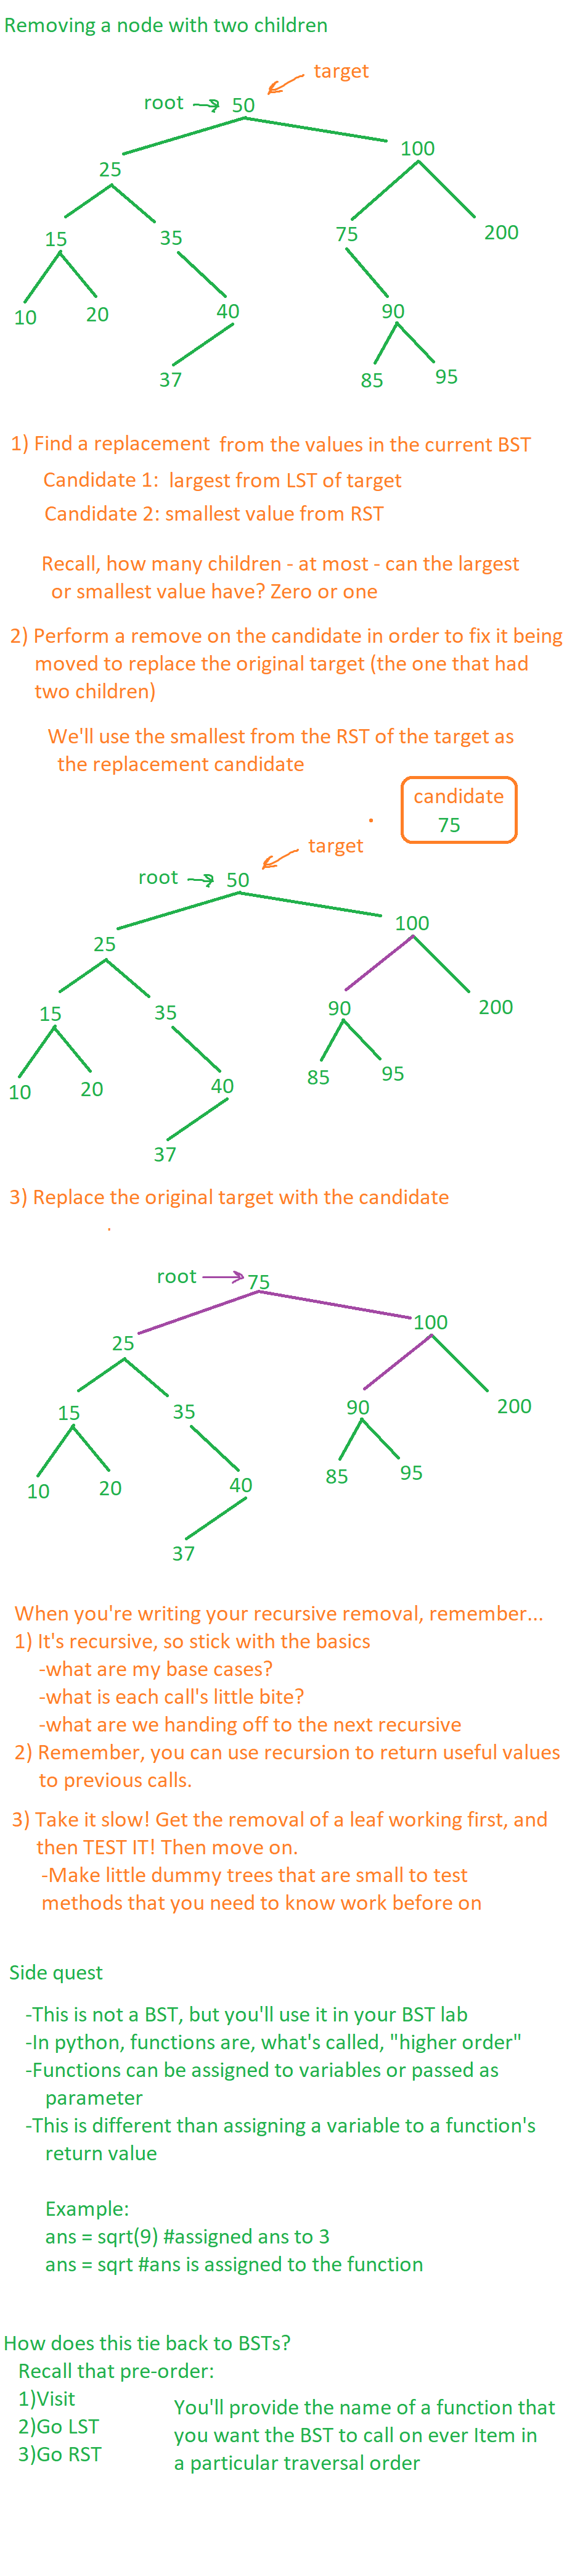 Removing a node with two children
target
root 50
100
25
15 35 75 200
10 20 40 90
37 85 95
1) Find a replacement from the values in the current BST
Candidate 1: largest from LST of target
Candidate 2: smallest value from RST
Recall, how many children - at most - can the largest
or smallest value have? Zero or one
2) Perform a remove on the candidate in order to fix it being
moved to replace the original target (the one that had
two children)
We'll use the smallest from the RST of the target as
the replacement candidate
candidate
75
target
root 50
100
25
15 35 90 200
10 20 40 85 95
37
3) Replace the original target with the candidate
root 75
100
25
15 35 90 200
10 20 40 85 95
37
When you're writing your recursive removal, remember...
1) It's recursive, so stick with the basics
-what are my base cases?
-what is each call's little bite?
-what are we handing off to the next recursive
2) Remember, you can use recursion to return useful values
to previous calls.
3) Take it slow! Get the removal of a leaf working first, and
then TEST IT! Then move on.
-Make little dummy trees that are small to test
methods that you need to know work before on
Side quest
-This is not a BST, but you'll use it in your BST lab
-In python, functions are, what's called, "higher order"
-Functions can be assigned to variables or passed as
parameter
-This is different than assigning a variable to a function's
return value
Example:
ans = sqrt(9) #assigned ans to 3
ans = sqrt #ans is assigned to the function
How does this tie back to BSTs?
Recall that pre-order:
1)Visit
2)Go LST
3)Go RST
You'll provide the name of a function that
you want the BST to call on ever Item in
a particular traversal order